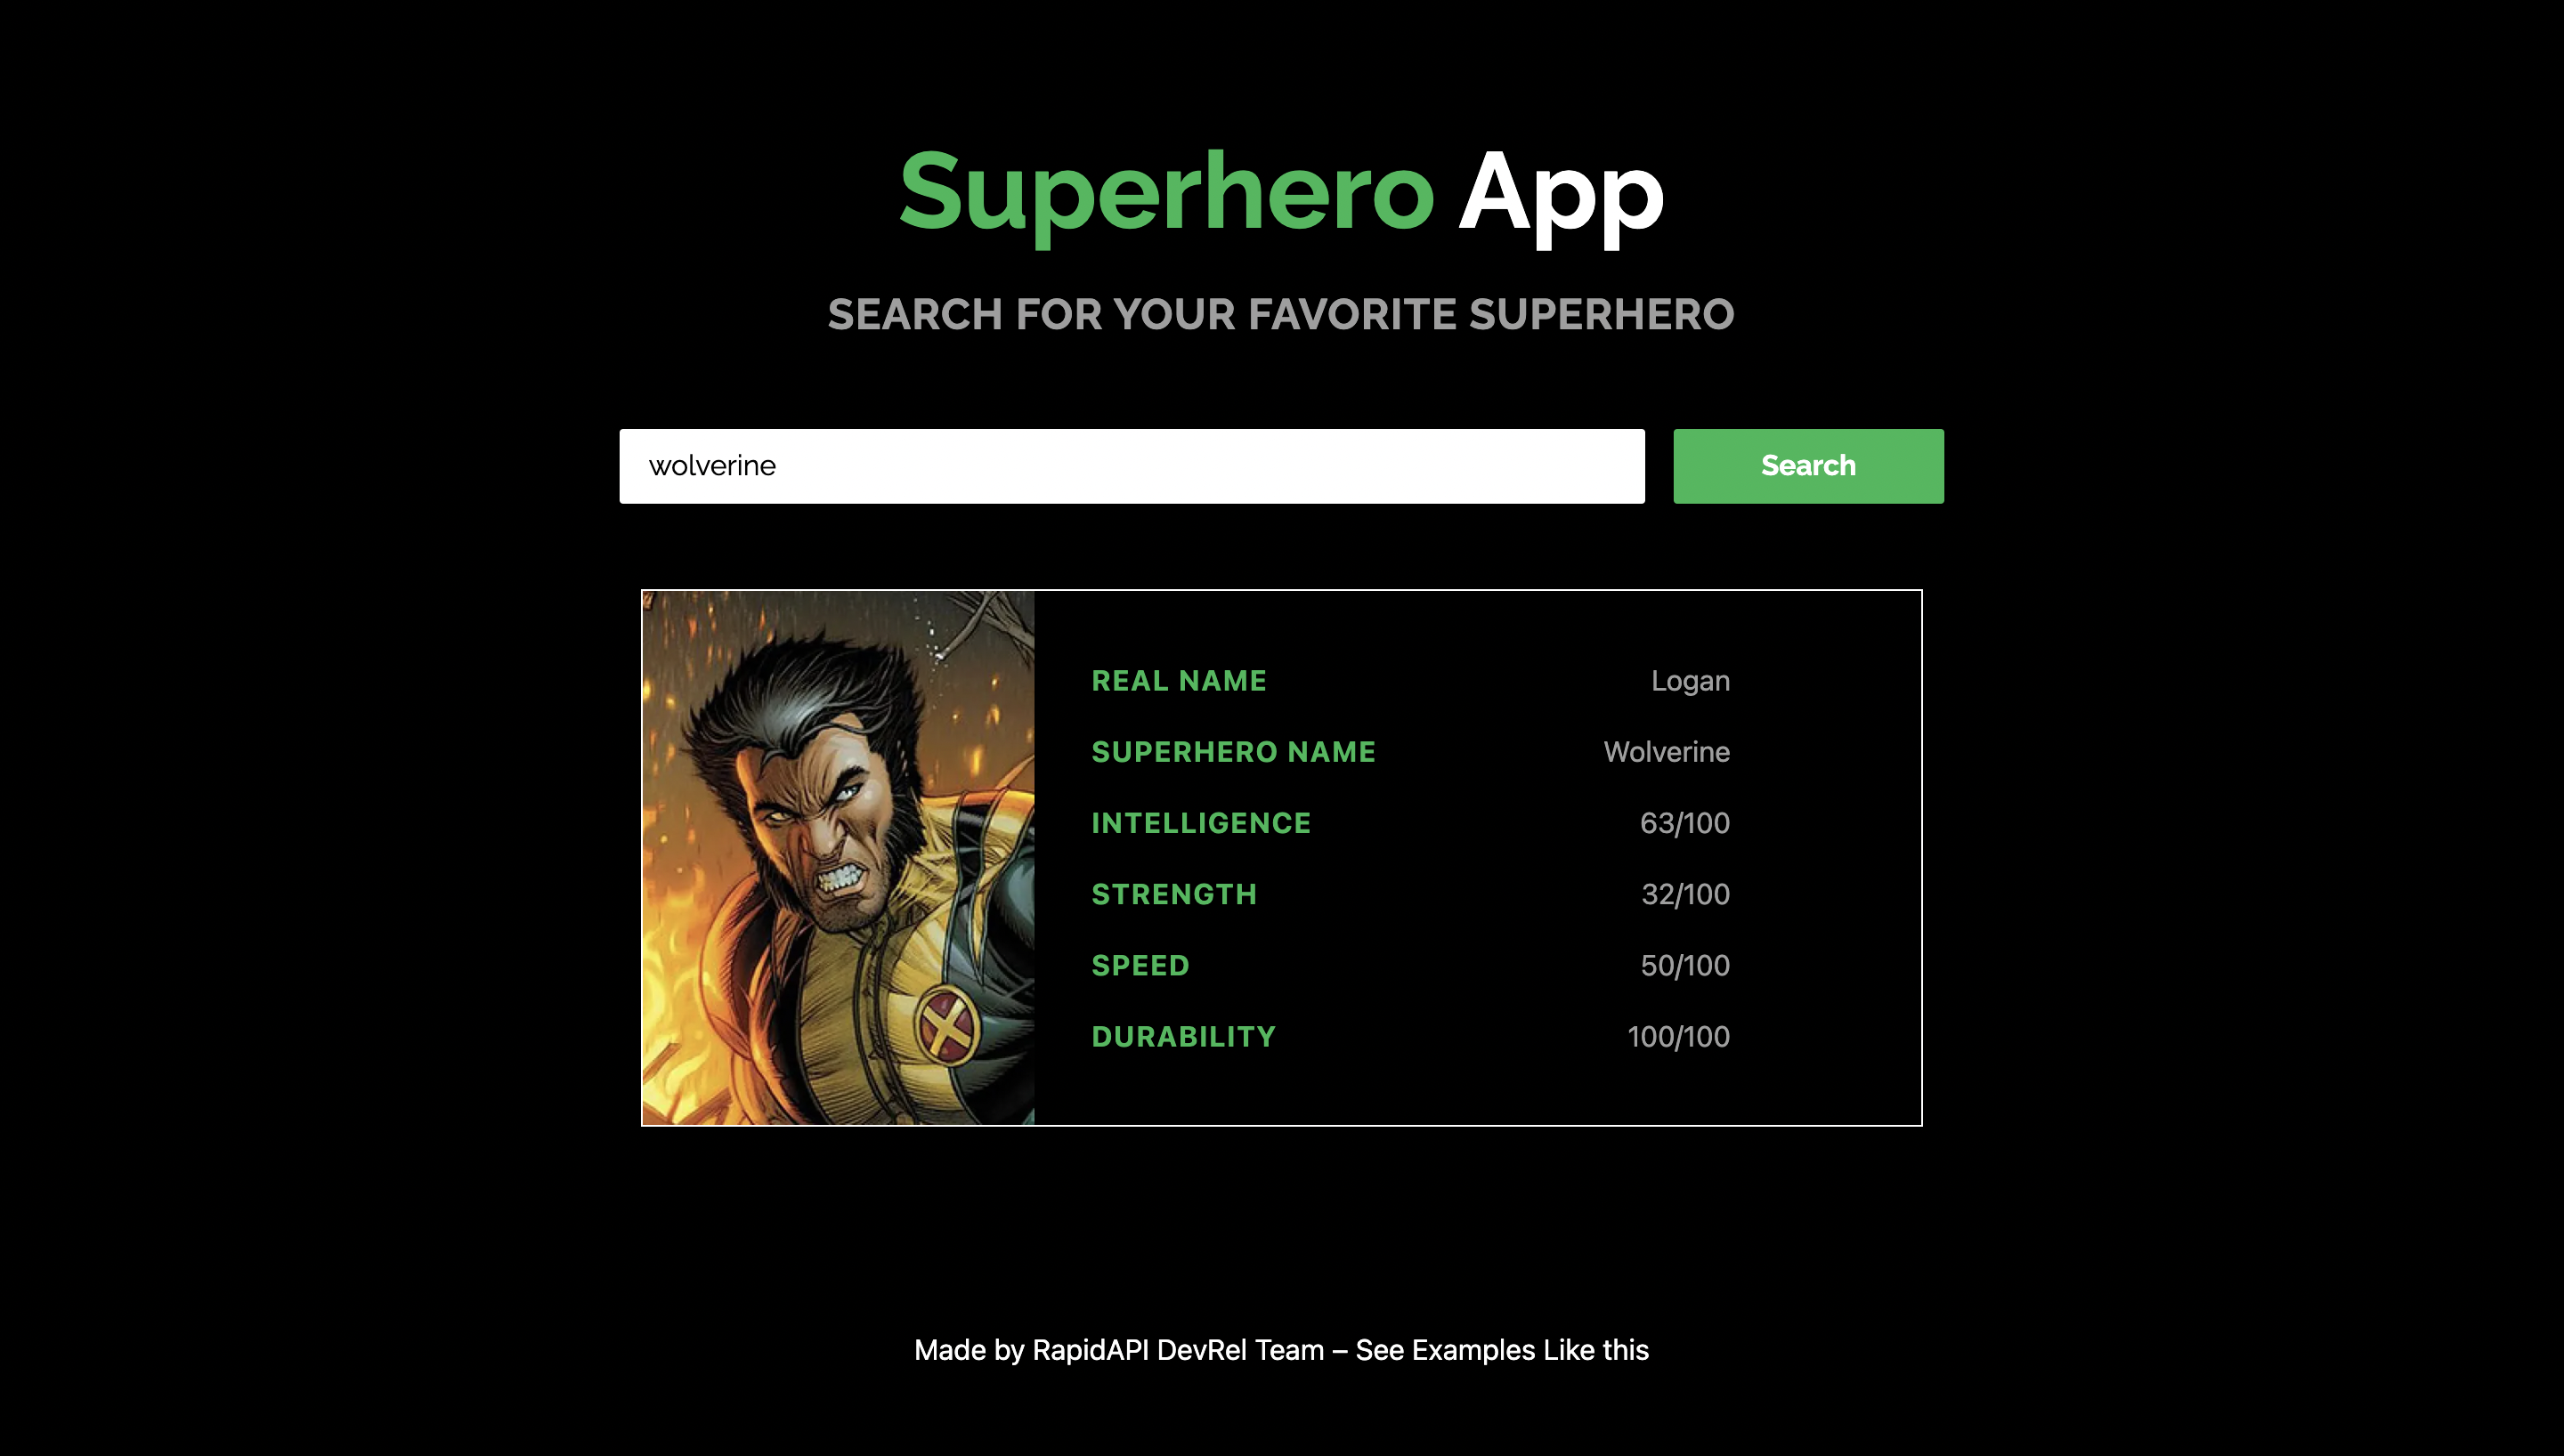 Superhero App
SEARCH FOR YOUR FAVORITE SUPERHERO
wolverine Search
REAL NAME Logan
SUPERHERO NAME Wolverine
INTELLIGENCE 63/100
STRENGTH 32/100
SPEED 50/100
DURABILITY 100/100
Made by RapidAPI DevRel Team – See Examples Like this